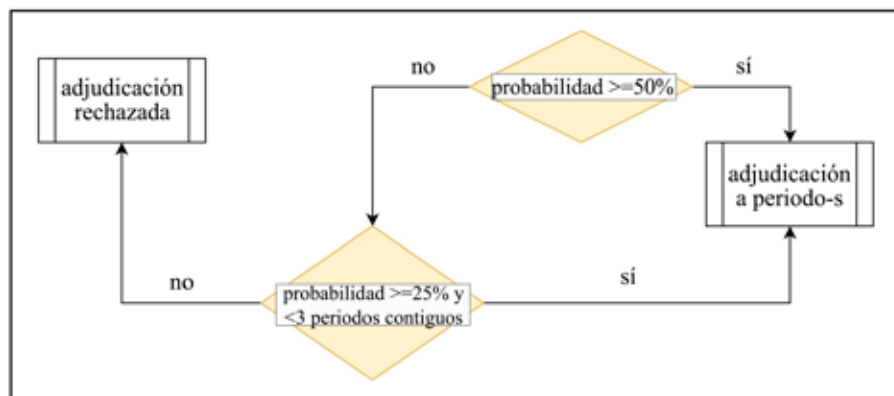 no
probabilidad >=50%
sí
adjudicación
rechazada
adjudicación
a periodo-s
no
probabilidad >=25% y
<3 periodos contiguos
sí